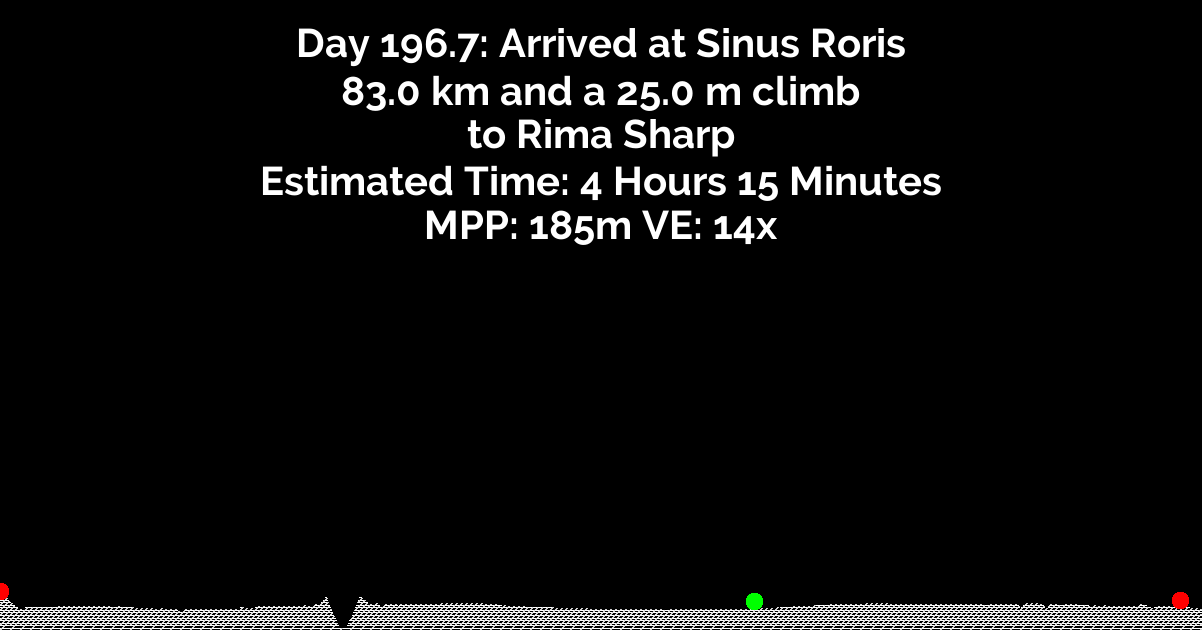 Day 196.7: Arrived at Sinus Roris
83.0 km and a 25.0 m climb
to Rima Sharp
Estimated Time: 4 Hours 15 Minutes
MPP: 185m VE: 14x